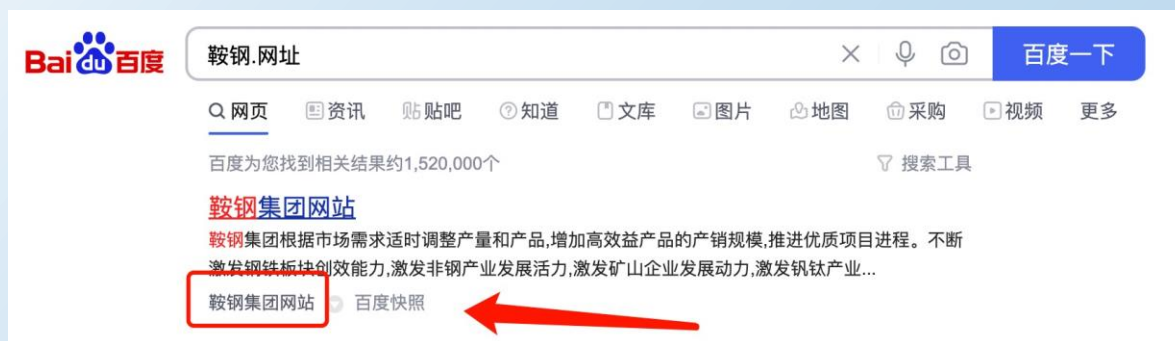 Bai du 百度 鞍钢.网址 百度一下
网页 资讯 贴贴吧 知道 文库 图片 地图 采购 视频 更多
百度为您找到相关结果约1,520,000个 搜索工具
鞍钢集团网站
鞍钢集团根据市场需求适时调整产量和产品,增加高效益产品的产销规模,推进优质项目进程。不断
激发钢铁板块创效能力,激发非钢产业发展活力,激发矿山企业发展动力,激发钒钛产业...
鞍钢集团网站 百度快照